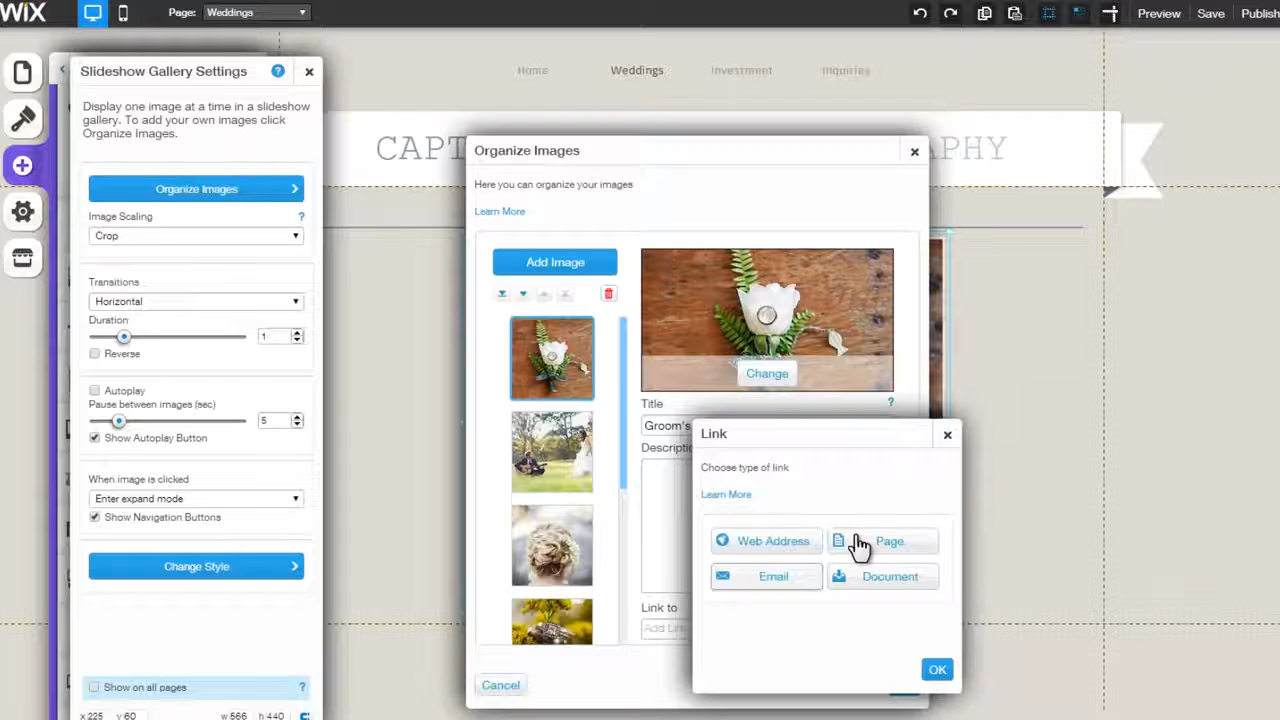 WIX
Page:
Weddings
Preview
Save
Publish
Home
Weddings
Investment
Inquiries
CAPT
APHY
Slideshow Gallery Settings
?
Display one image at a time in a slideshow
gallery. To add your own images click
Organize Images.
Organize Images
Image Scaling
?
Crop
Transitions
Horizontal
Duration
1
Reverse
Autoplay
Pause between images (sec)
5
Show Autoplay Button
When image is clicked
Enter expand mode
Show Navigation Buttons
Change Style
Show on all pages
?
x 225 y 60 w 566 h 440
Organize Images
Here you can organize your images
Learn More
Add Image
Change
Title
?
Groom's
Descriptio
Link to
Add Link
Cancel
Link
Choose type of link
Learn More
Web Address
Page
Email
Document
OK